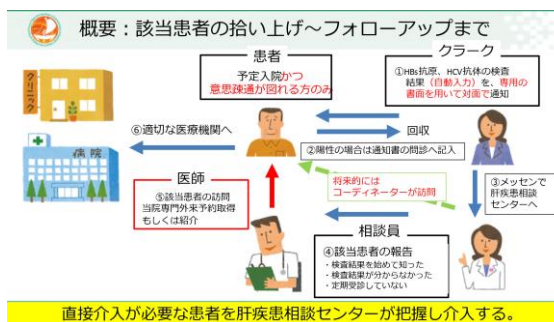 概要：該当患者の拾い上げ～フォローアップまで
患者
予定入院かつ
意思疎通が図れる方のみ
クラーク
①HBs抗原、HCV抗体の検査
結果（自動入力）を、専用の
書面を用いて対面で通知
クリニック
病院
⑥適切な医療機関へ
回収
②陽性の場合は通知書の問診へ記入
医師
⑤該当患者の訪問
当院専門外来予約取得
もしくは紹介
将来的には
コーディネーターが訪問
③メッセンで
肝疾患相談
センターへ
相談員
④該当患者の報告
・検査結果を始めて知った
・検査結果が分からなかった
・定期受診していない
直接介入が必要な患者を肝疾患相談センターが把握し介入する。